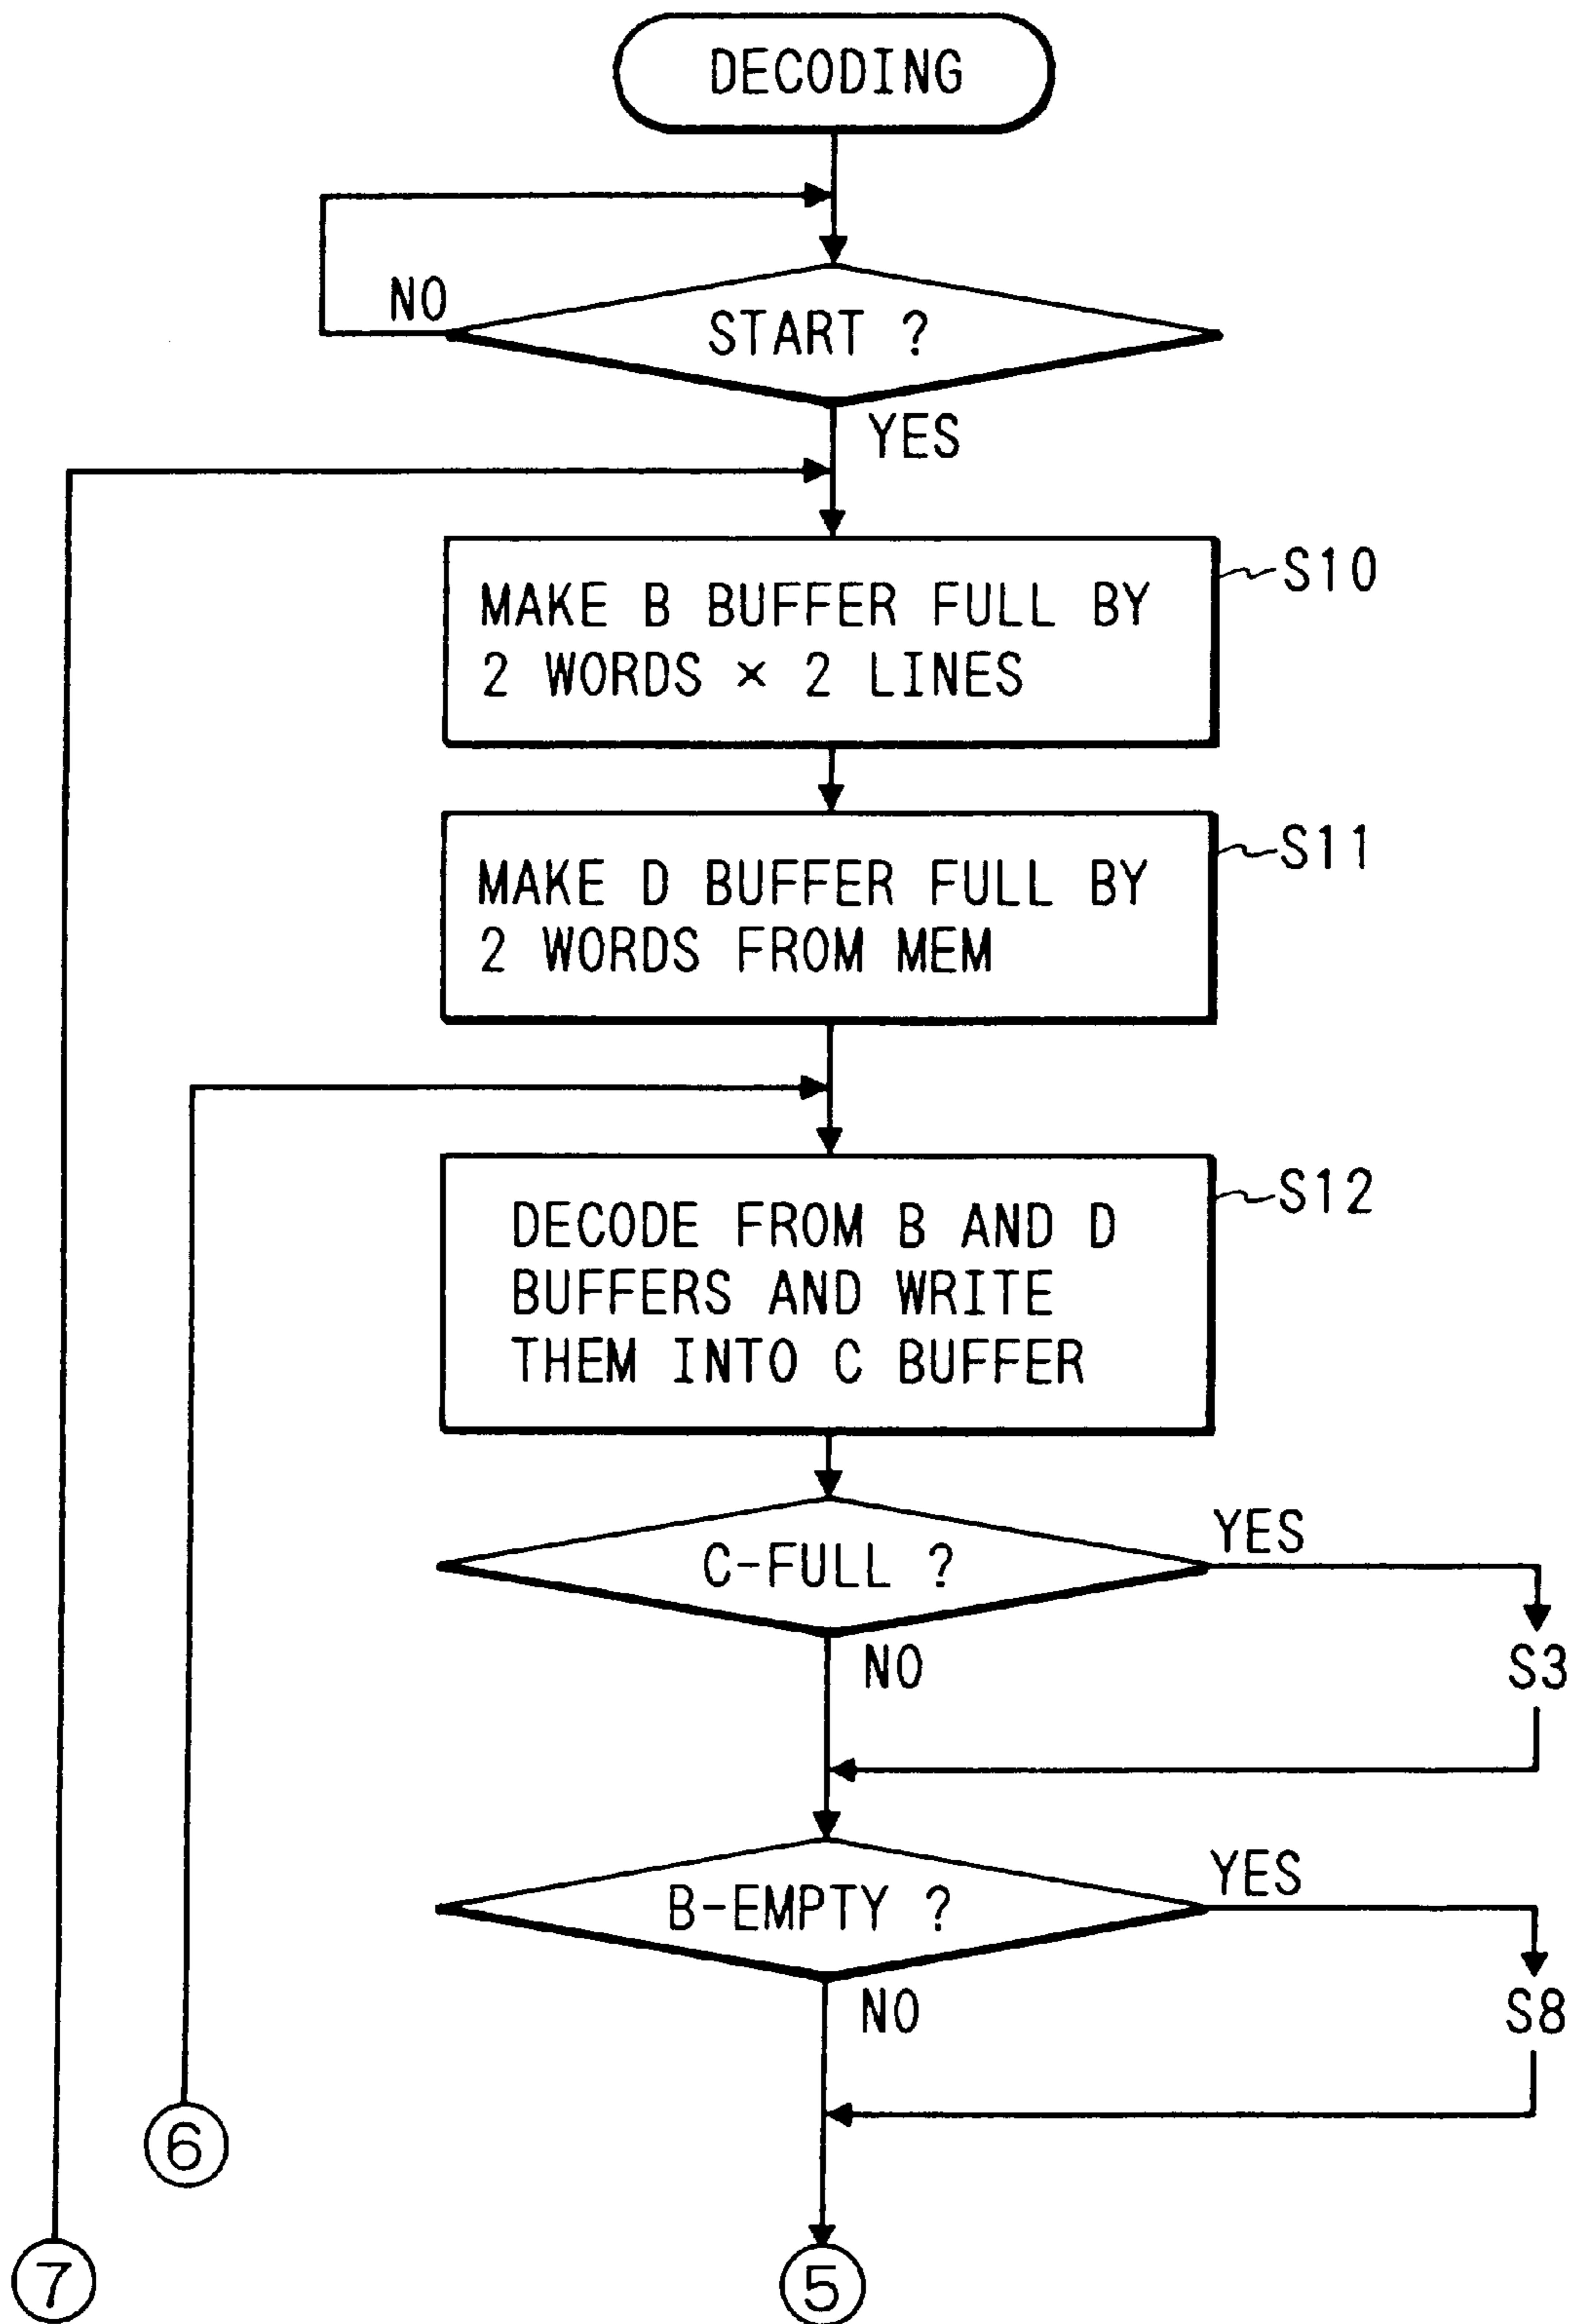 DECODING
NO
START ?
YES
S10
MAKE B BUFFER FULL BY
2 WORDS × 2 LINES
S11
MAKE D BUFFER FULL BY
2 WORDS FROM MEM
S12
DECODE FROM B AND D
BUFFERS AND WRITE
THEM INTO C BUFFER
YES
C-FULL ?
NO
S3
YES
B-EMPTY ?
NO
S8
6
7
5